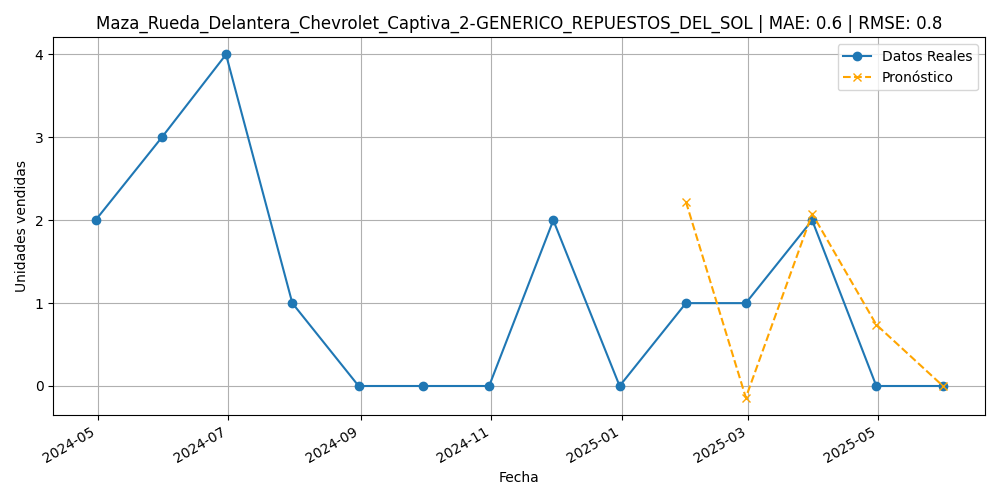 Maza_Rueda_Delantera_Chevrolet_Captiva_2-GENERICO_REPUESTOS_DEL_SOL | MAE: 0.6 | RMSE: 0.8
Datos Reales
Pronóstico
Unidades vendidas
4
3
2
1
0
2024-05
2024-07
2024-09
2024-11
2025-01
2025-03
2025-05
Fecha